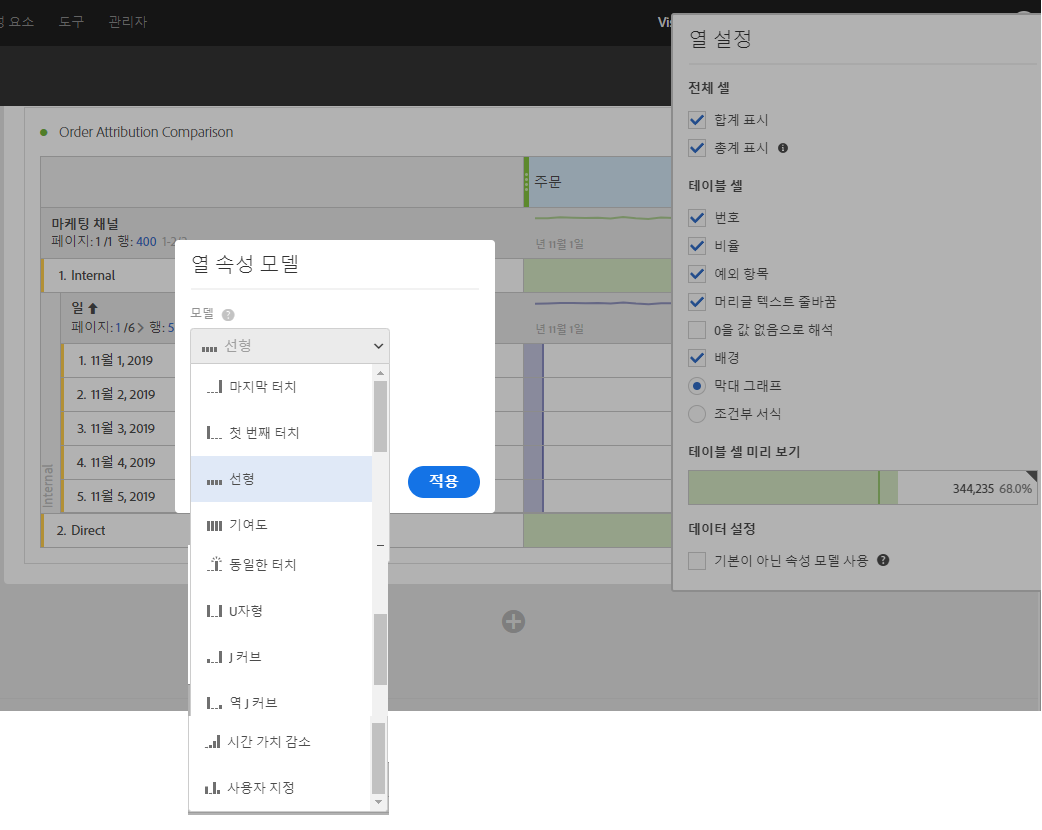 요소
도구
관리자
Vis
열 설정
전체 셀
합계 표시
총계 표시
테이블 셀
번호
비율
예외 항목
머리글 텍스트 줄바꿈
0을 값 없음으로 해석
배경
막대 그래프
조건부 서식
테이블 셀 미리 보기
344,235 68.0%
데이터 설정
기본이 아닌 속성 모델 사용
Order Attribution Comparison
주문
마케팅 채널
페이지: 1 /1 행: 400 1-2/2
년 11월 1일
1. Internal
일
페이지: 1 /6 > 행: 5
년 11월 1일
1. 11월 1, 2019
2. 11월 2, 2019
3. 11월 3, 2019
4. 11월 4, 2019
5. 11월 5, 2019
Internal
2. Direct
열 속성 모델
모델
선형
마지막 터치
첫 번째 터치
선형
기여도
동일한 터치
U자형
J 커브
역 J 커브
시간 가치 감소
사용자 지정
적용